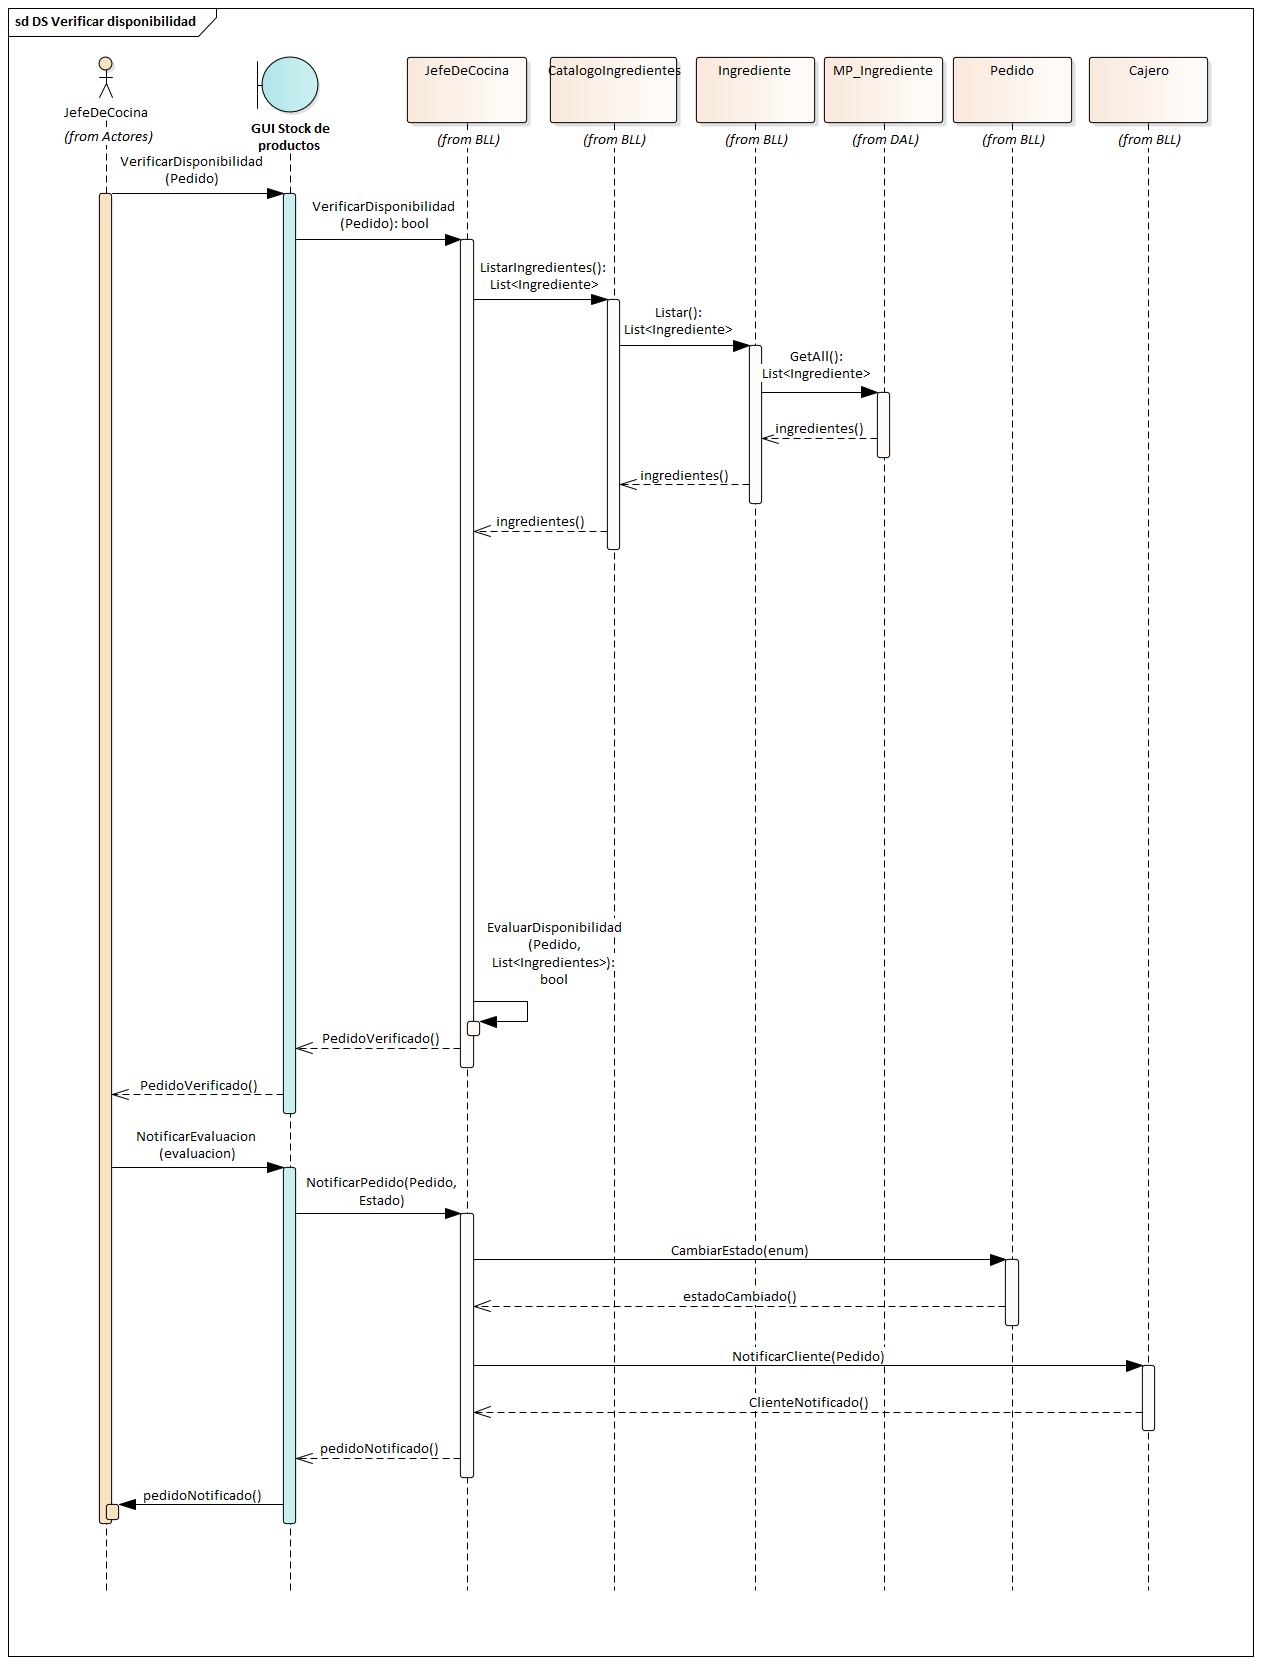 sd DS Verificar disponibilidad
JefeDeCocina
(from Actores)
GUI Stock de
productos
JefeDeCocina
(from BLL)
CatalogoIngredientes
(from BLL)
Ingrediente
(from BLL)
MP_Ingrediente
(from DAL)
Pedido
(from BLL)
Cajero
(from BLL)
VerificarDisponibilidad
(Pedido)
VerificarDisponibilidad
(Pedido): bool
ListarIngredientes():
List<Ingrediente>
Listar():
List<Ingrediente>
GetAll():
List<Ingrediente>
ingredientes()
ingredientes()
ingredientes()
EvaluarDisponibilidad
(Pedido,
List<Ingredientes>):
bool
PedidoVerificado()
PedidoVerificado()
NotificarEvaluacion
(evaluacion)
NotificarPedido(Pedido,
Estado)
CambiarEstado(enum)
estadoCambiado()
NotificarCliente(Pedido)
ClienteNotificado()
pedidoNotificado()
pedidoNotificado()